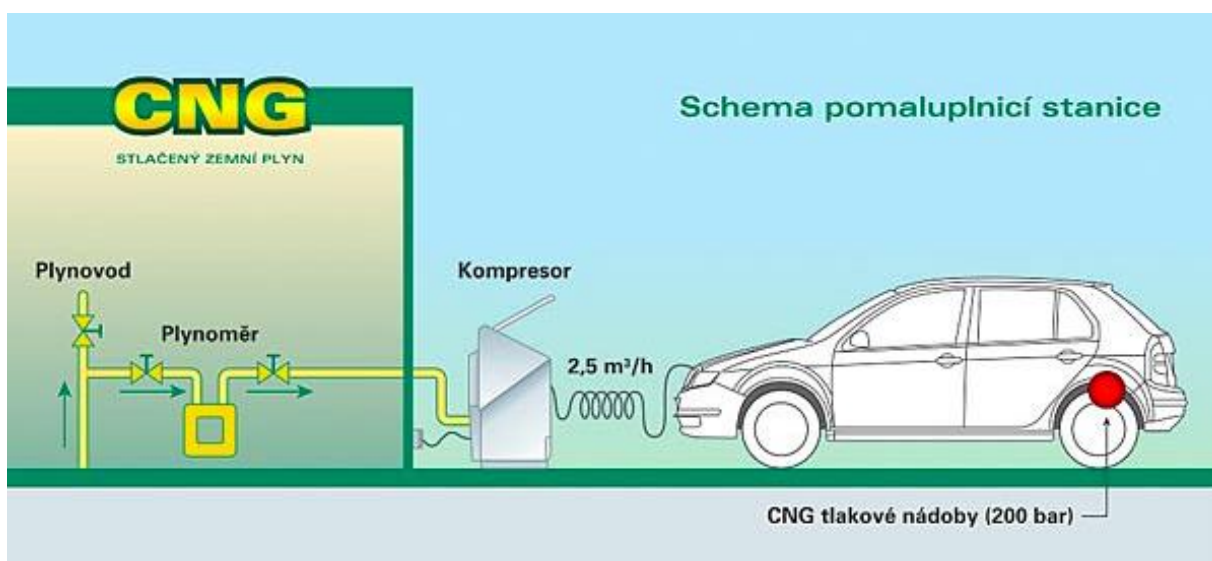 CNG
STLAČENÝ ZEMNÍ PLYN
Schema pomaluplnicí stanice
Plynovod
Plynoměr
Kompresor
2,5 m³/h
CNG tlakové nádoby (200 bar)